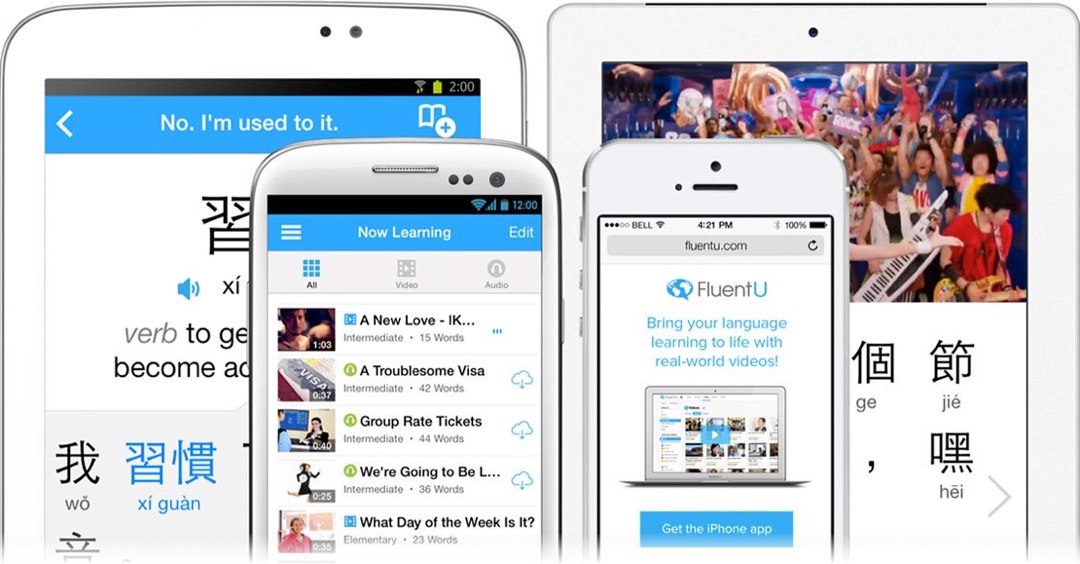 2:00
No. I'm used to it.
習
xí
verb to ge
become ac
我 習慣
wǒ xí guàn
音
12:00
Now Learning Edit
All Video Audio
A New Love - IK...
1:03
Intermediate • 15 Words
A Troublesome Visa
VISA
0:37
Intermediate • 42 Words
Group Rate Tickets
0:40
Intermediate • 44 Words
We're Going to Be L...
0:25
Intermediate • 36 Words
What Day of the Week Is It?
0:35
Elementary • 23 Words
BELL 4:21 PM 100%
fluentu.com
FluentU
Bring your language
learning to life with
real-world videos!
Get the iPhone app
ROCK
個 節
ge jié
， 嘿
hēi